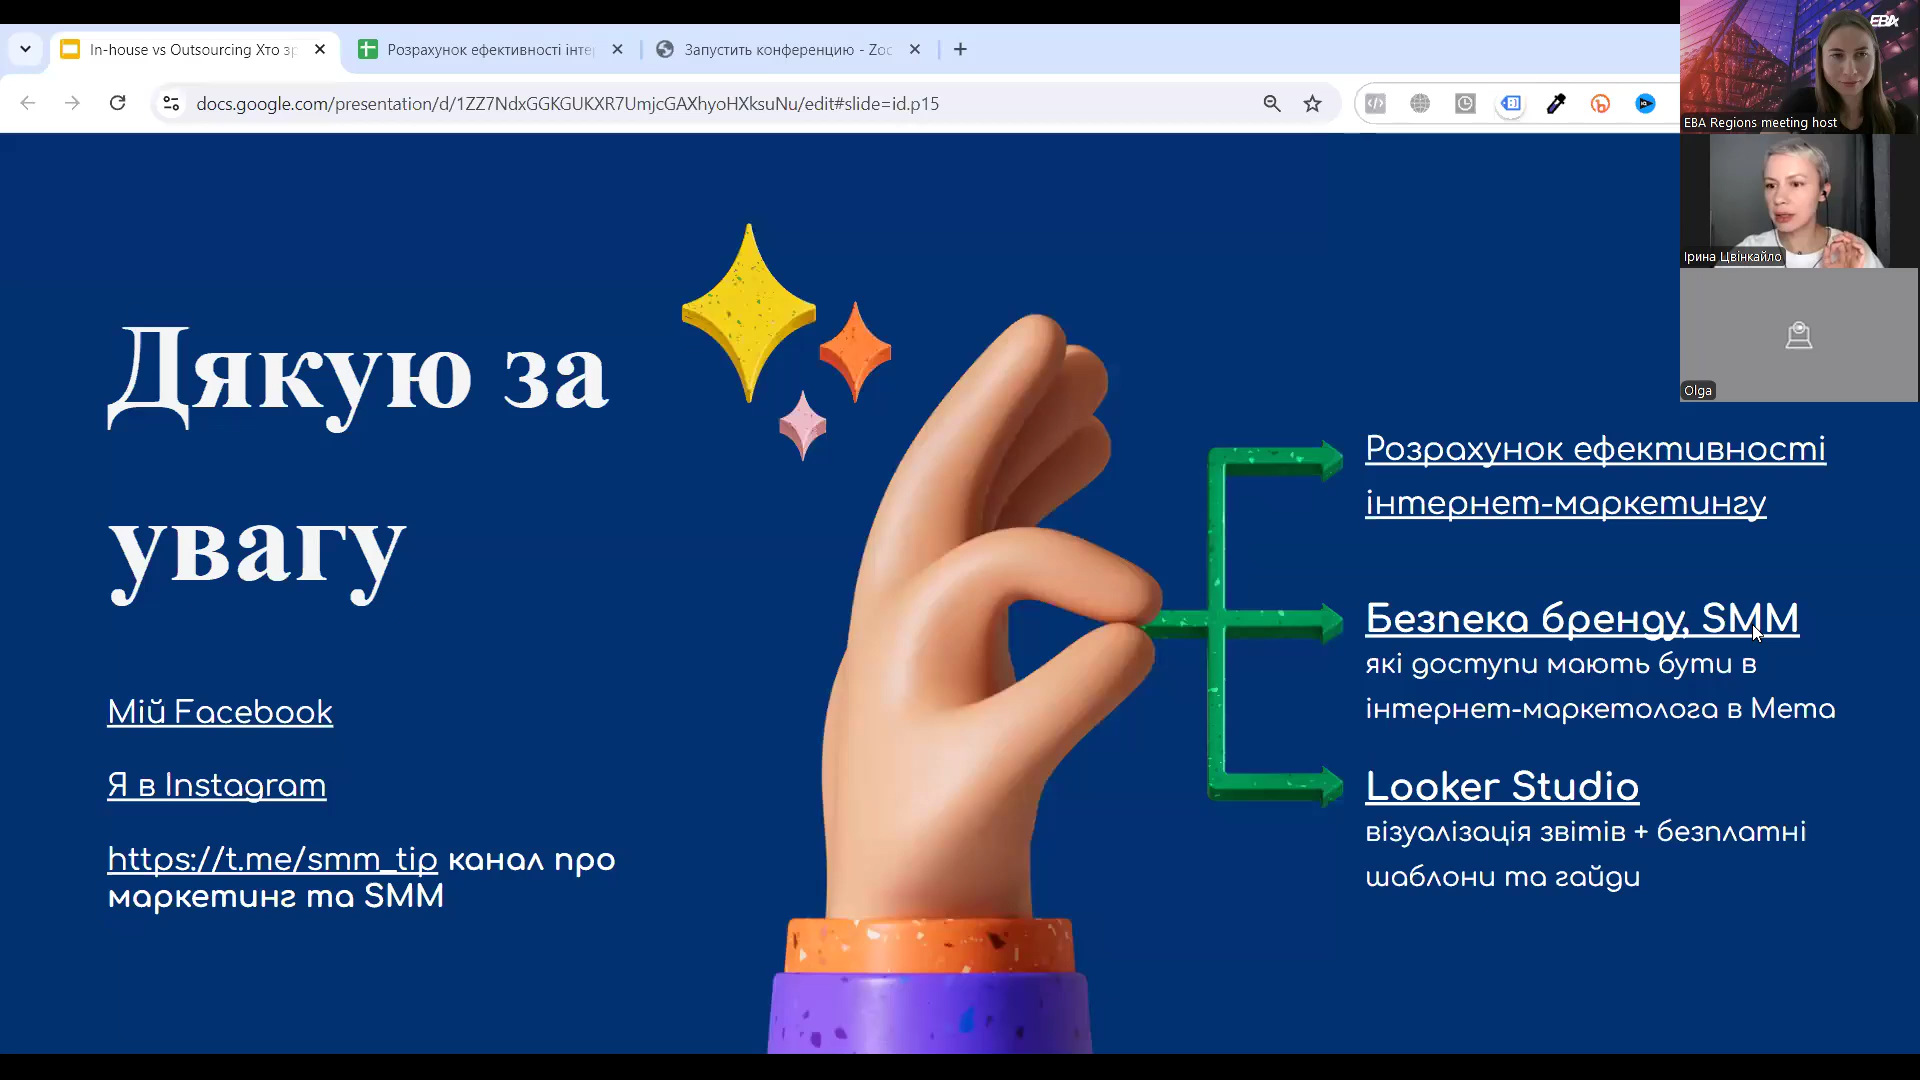 In-house vs Outsourcing Хто зр
Розрахунок ефективності інте
Запустить конференцию - Zoo
docs.google.com/presentation/d/1ZZ7NdxGGKGUKXR7UmjcGAXhyoHXksuNu/edit#slide=id.p15
EBA
EBA Regions meeting host
Ірина Цвінкайло
Olga
Дякую за
увагу
Мій Facebook
Я в Instagram
https://t.me/smm_tip канал про
маркетинг та SMM
Розрахунок ефективності
інтернет-маркетингу
Безпека бренду, SMM
які доступи мають бути в
інтернет-маркетолога в Мета
Looker Studio
візуалізація звітів + безплатні
шаблони та гайди